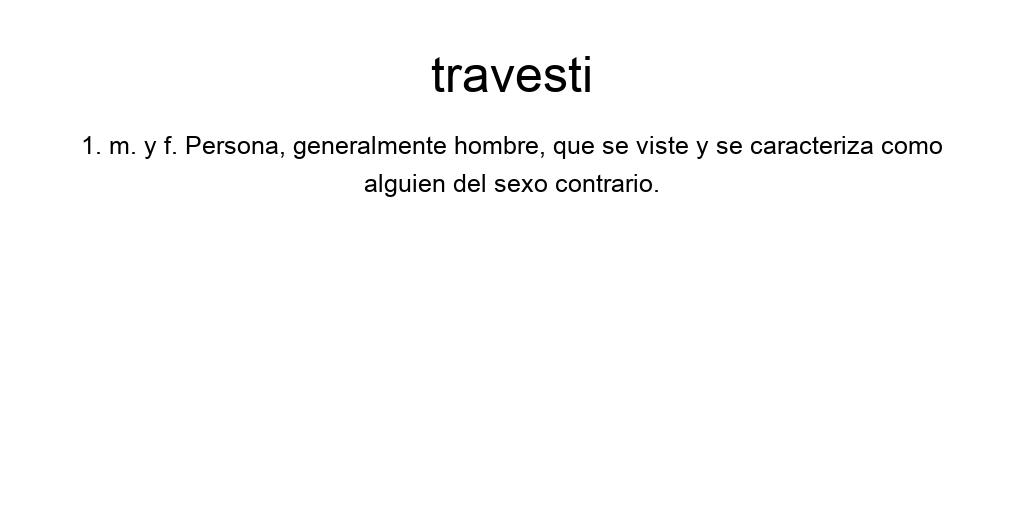 travesti
1. m. y f. Persona, generalmente hombre, que se viste y se caracteriza como
alguien del sexo contrario.